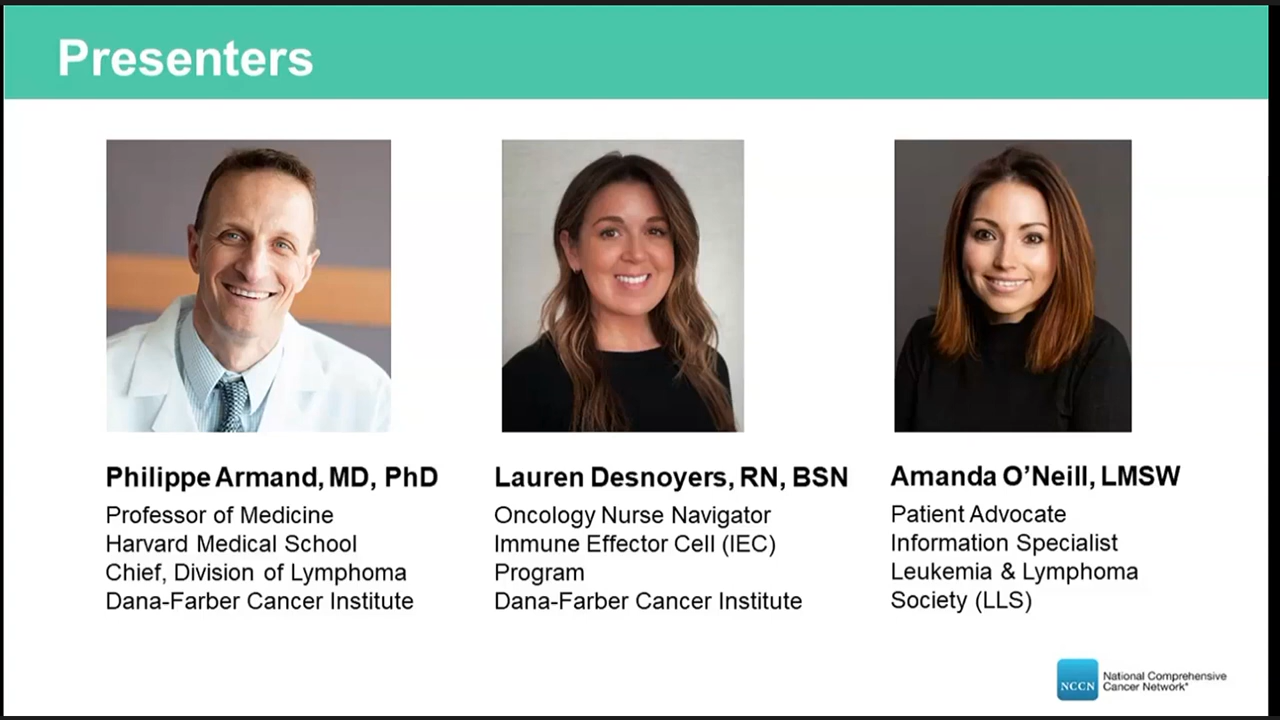 Presenters
Philippe Armand, MD, PhD
Professor of Medicine
Harvard Medical School
Chief, Division of Lymphoma
Dana-Farber Cancer Institute
Lauren Desnoyers, RN, BSN
Oncology Nurse Navigator
Immune Effector Cell (IEC)
Program
Dana-Farber Cancer Institute
Amanda O’Neill, LMSW
Patient Advocate
Information Specialist
Leukemia & Lymphoma
Society (LLS)
NCCN
National Comprehensive
Cancer Network®